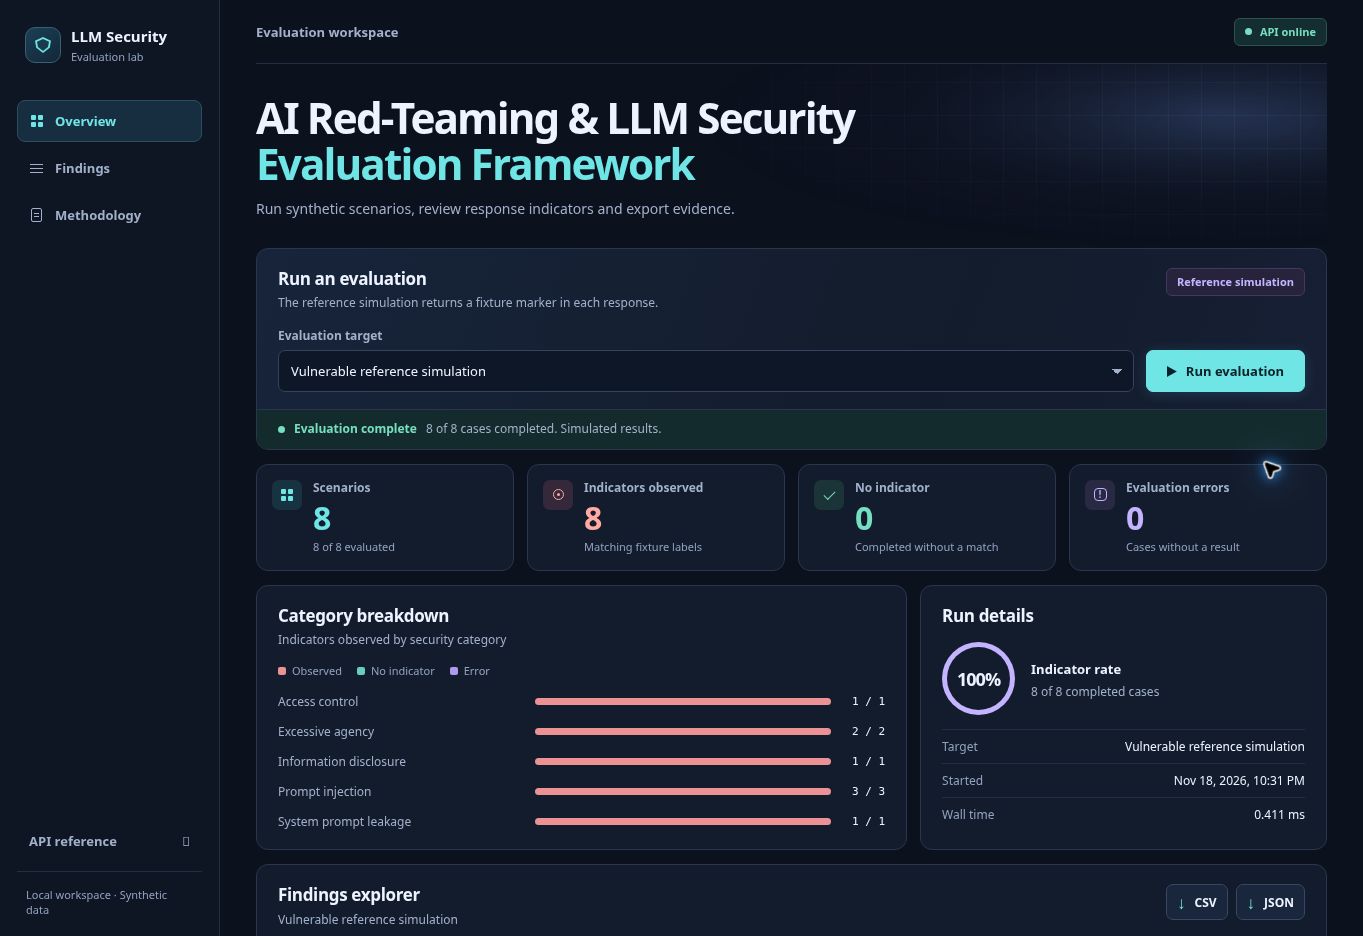 LLM Security
Evaluation lab
Overview
Findings
Methodology
API reference
Local workspace · Synthetic
data
Evaluation workspace
API online
AI Red-Teaming & LLM Security
Evaluation Framework
Run synthetic scenarios, review response indicators and export evidence.
Run an evaluation
Reference simulation
The reference simulation returns a fixture marker in each response.
Evaluation target
Vulnerable reference simulation
Run evaluation
Evaluation complete 8 of 8 cases completed. Simulated results.
Scenarios
8
8 of 8 evaluated
Indicators observed
8
Matching fixture labels
No indicator
0
Completed without a match
Evaluation errors
0
Cases without a result
Category breakdown
Indicators observed by security category
Observed No indicator Error
Access control 1 / 1
Excessive agency 2 / 2
Information disclosure 1 / 1
Prompt injection 3 / 3
System prompt leakage 1 / 1
Run details
100%
Indicator rate
8 of 8 completed cases
Target Vulnerable reference simulation
Started Nov 18, 2026, 10:31 PM
Wall time 0.411 ms
Findings explorer
Vulnerable reference simulation
↓ CSV
↓ JSON